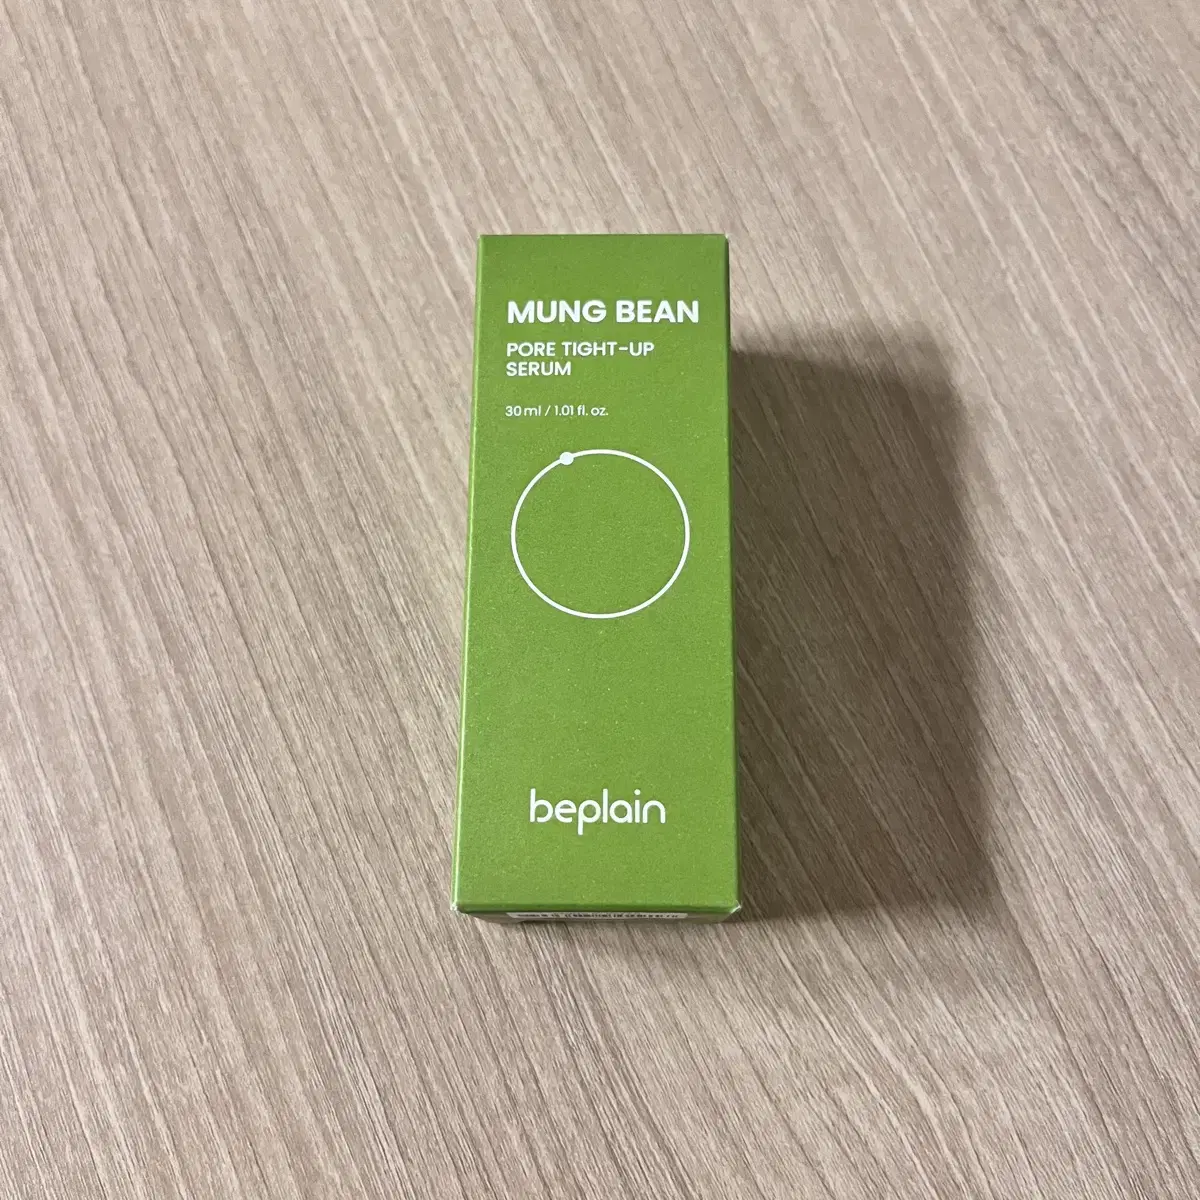 MUNG BEAN
PORE TIGHT-UP
SERUM
30 ml / 1.01 fl. oz.
beplain